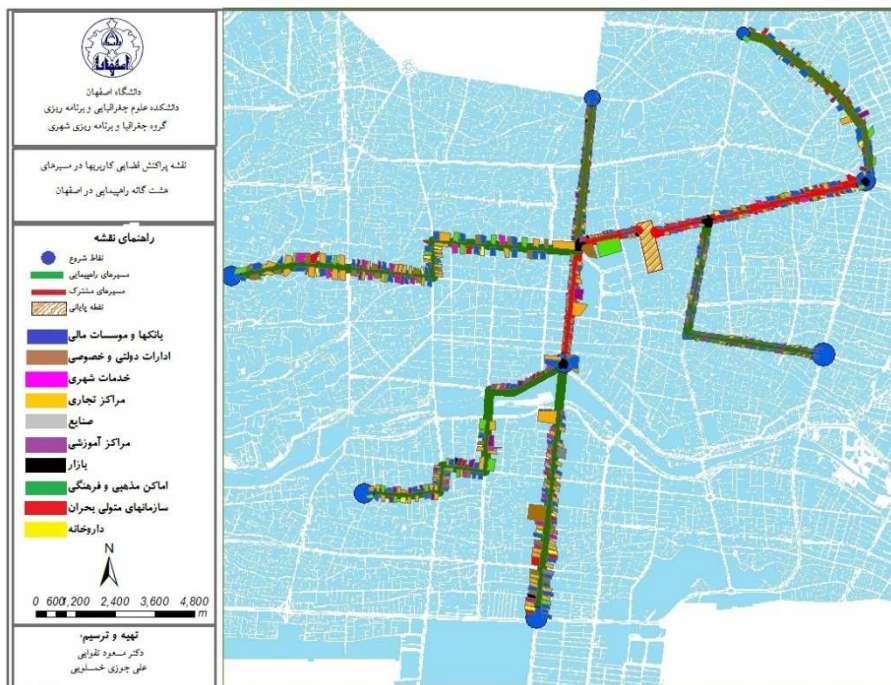 اصفهان
دانشگاه اصفهان
دانشکده علوم جغرافیایی و برنامه ریزی
گروه جغرافیا و برنامه ریزی شهری
نقشه پراکنش فضایی کاربریها در مسیرهای
هشت گانه راهپیمایی در اصفهان
راهنمای نقشه
نقاط شروع
مسیرهای راهپیمایی
مسیرهای مشترک
نقطه پایانی
بانکها و موسسات مالی
ادارات دولتی و خصوصی
خدمات شهری
مراکز تجاری
صنایع
مراکز آموزشی
بازار
اماکن مذهبی و فرهنگی
سازمانهای متولی بحران
داروخانه
N
0 600 1,200 2,400 3,600 4,800
m
تهیه و ترسیم:
دکتر مسعود تقوایی
علی جوزی خمسلویی